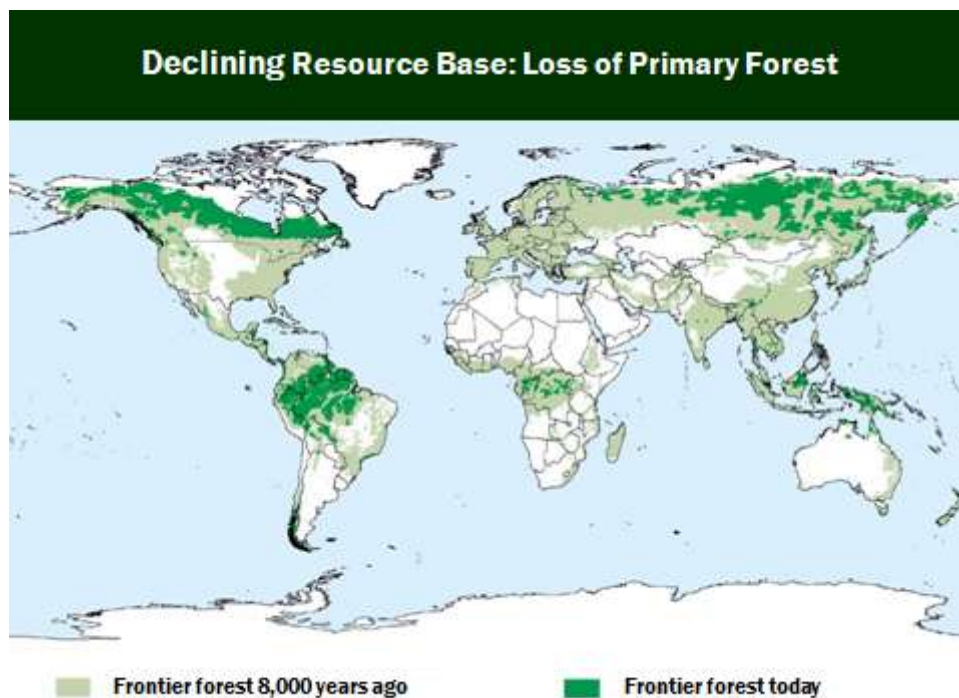 Declining Resource Base: Loss of Primary Forest
Frontier forest 8,000 years ago
Frontier forest today